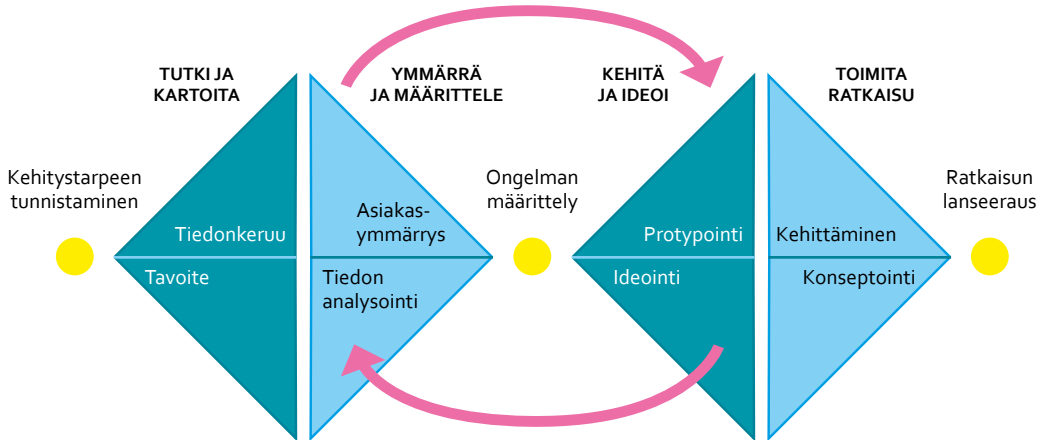 TUTKI JA
KARTOITA
YMMÄRRÄ
JA MÄÄRITTELE
KEHITÄ
JA IDEOI
TOIMITA
RATKAISU
Kehitystarpeen
tunnistaminen
Tiedonkeruu
Tavoite
Asiakas-
ymmärrys
Tiedon
analysointi
Ongelman
määrittely
Protypointi
Ideointi
Kehittäminen
Konseptointi
Ratkaisun
lanseeraus